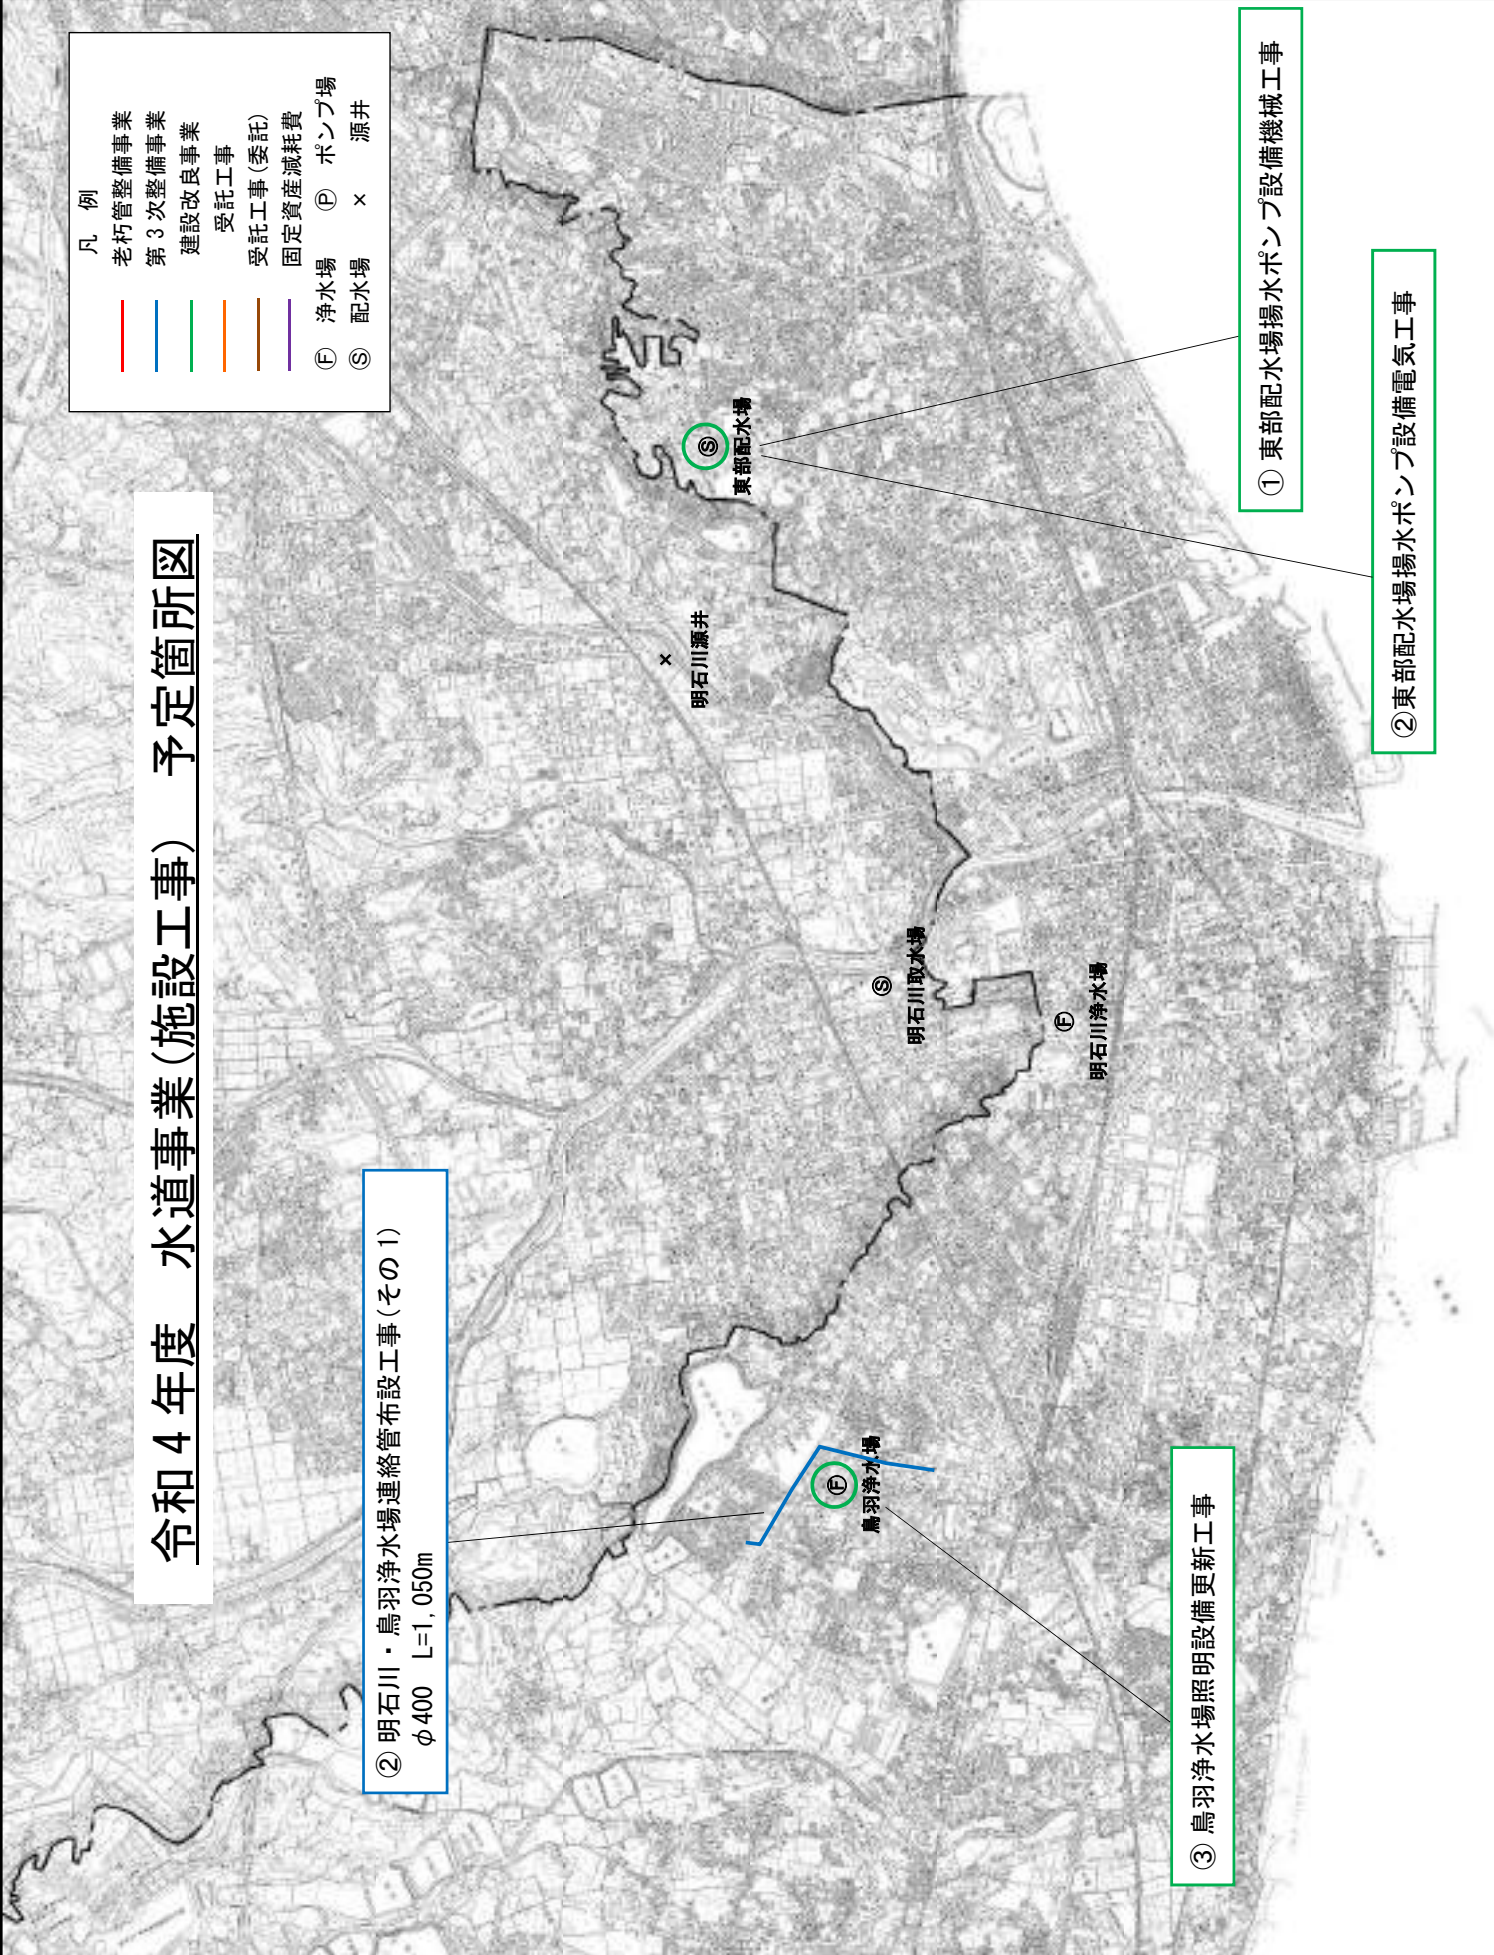 令和４年度　水道事業(施設工事)　予定箇所図
凡　例
老朽管整備事業
第３次整備事業
建設改良事業
受託工事
受託工事(委託)
固定資産減耗費
Ⓕ 浄水場 Ⓟ ポンプ場
Ⓢ 配水場 × 源井
② 明石川・鳥羽浄水場連絡管布設工事(その1)
φ400　L=1,050m
Ⓢ
東部配水場
×
明石川源井
Ⓢ
明石川取水場
Ⓕ
明石川浄水場
Ⓕ
鳥羽浄水場
① 東部配水場揚水ポンプ設備機械工事
②東部配水場揚水ポンプ設備電気工事
③ 鳥羽浄水場照明設備更新工事